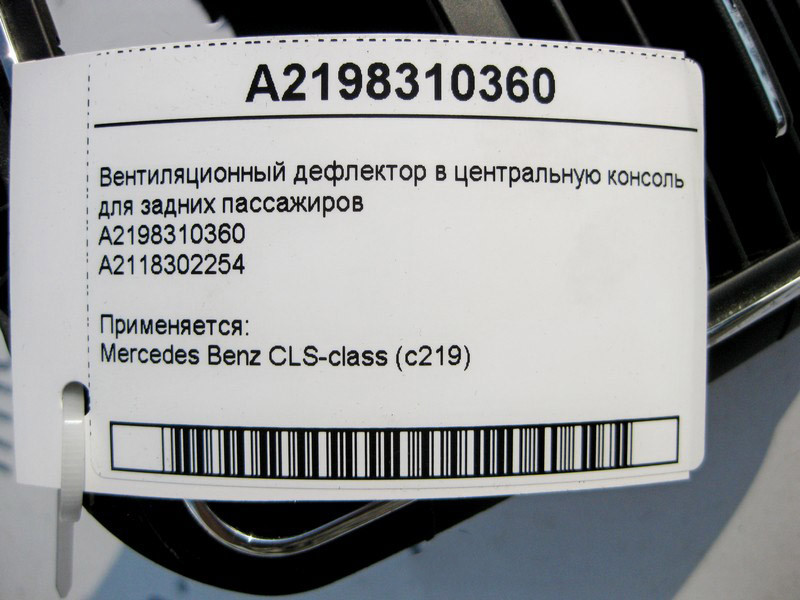 A2198310360
Вентиляционный дефлектор в центральную консоль
для задних пассажиров
A2198310360
A2118302254
Применяется:
Mercedes Benz CLS-class (c219)